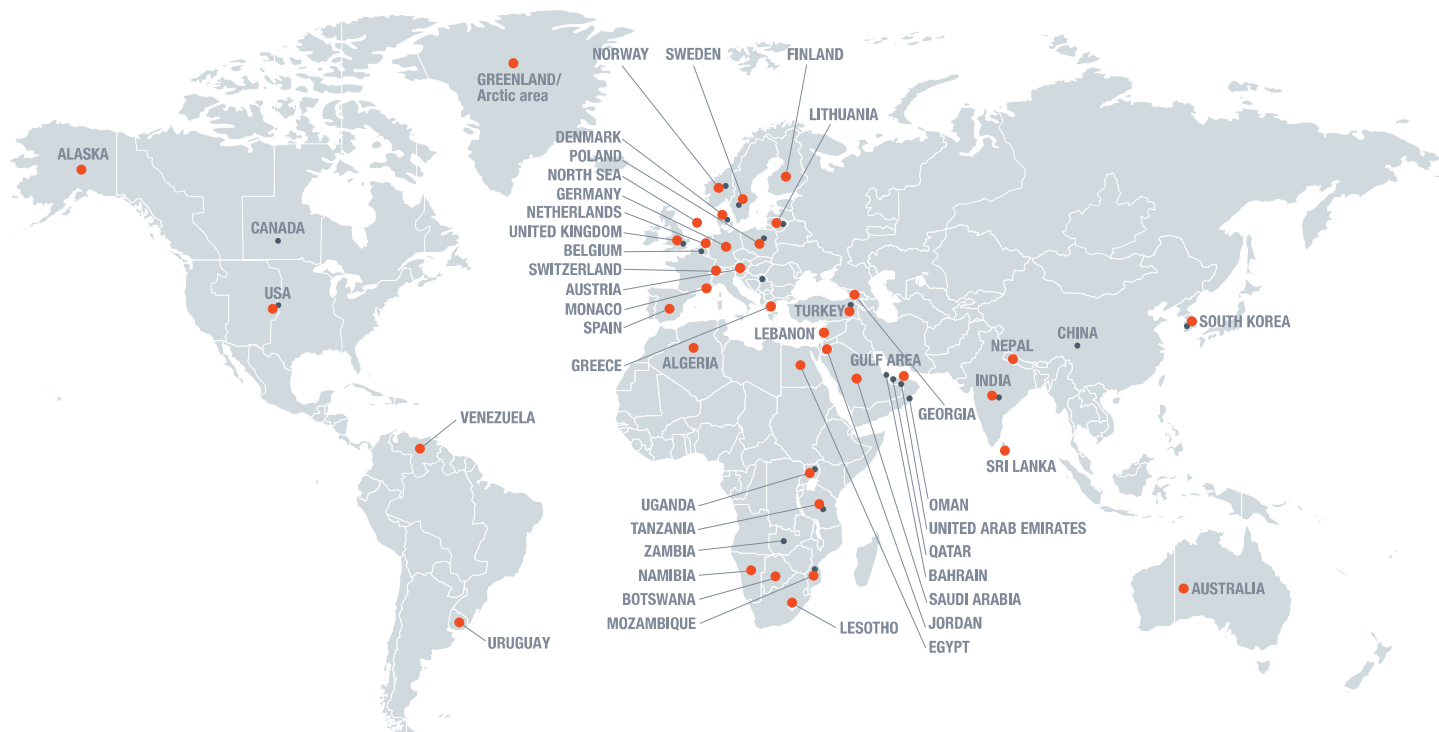 NORWAY
SWEDEN
FINLAND
GREENLAND/
Arctic area
LITHUANIA
DENMARK
ALASKA
POLAND
NORTH SEA
GERMANY
NETHERLANDS
CANADA
UNITED KINGDOM
BELGIUM
SWITZERLAND
AUSTRIA
USA
MONACO
TURKEY
SPAIN
SOUTH KOREA
LEBANON
CHINA
NEPAL
GREECE
ALGERIA
GULF AREA
INDIA
GEORGIA
VENEZUELA
SRI LANKA
UGANDA
OMAN
TANZANIA
UNITED ARAB EMIRATES
ZAMBIA
QATAR
NAMIBIA
BAHRAIN
AUSTRALIA
BOTSWANA
SAUDI ARABIA
MOZAMBIQUE
LESOTHO
JORDAN
URUGUAY
EGYPT